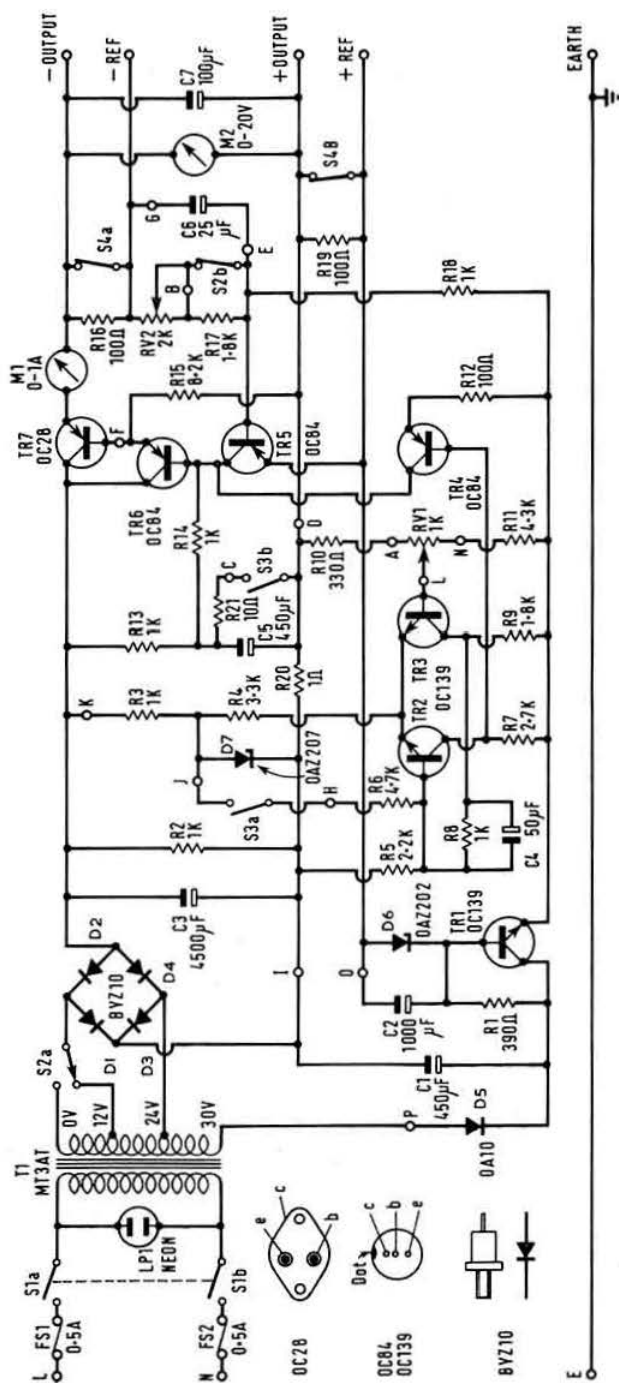 L
FS1
0·5A
S1a
N
FS2
0·5A
S1b
LP1
NEON
T1
MT3AT
0V
12V
24V
30V
S2a
D1
D2
D3
D4
BYZ10
P
D5
OA10
C1
450µF
C3
4500µF
I
O
C2
1000
µF
R1
390Ω
D6
OAZ202
TR1
OC139
R2
1K
K
R3
1K
J
S3a
H
D7
OAZ207
R4
3·3K
R5
2·2K
R6
4·7K
R8
1K
C4
50µF
TR2
TR3
OC139
R7
2·7K
R9
1·8K
R20
1Ω
R13
1K
R14
1K
R21
10Ω
C5
450µF
C
S3b
D
R10
330Ω
A
RV1
1K
L
N
R11
4·3K
TR7
OC28
F
TR6
OC84
TR5
OC84
TR4
OC84
R12
100Ω
M1
0-1A
R15
8·2K
R16
100Ω
RV2
2K
R17
1·8K
B
S2b
S4a
G
C6
25
µF
E
R18
1K
R19
100Ω
S4B
M2
0-20V
C7
100µF
– OUTPUT
– REF
+ OUTPUT
+ REF
EARTH
E
OC28
e
c
b
OC84
OC139
Dot
c
b
e
BYZ10